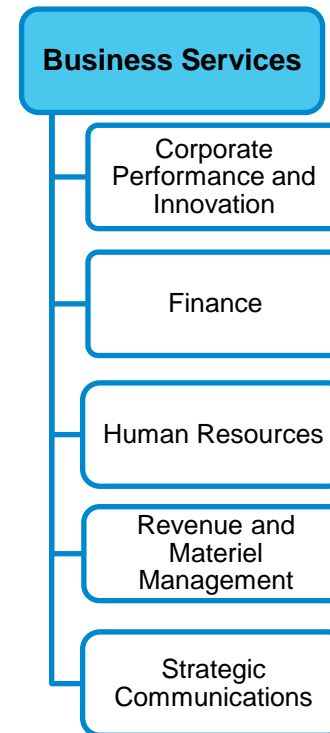 Business Services
Corporate
Performance and
Innovation
Finance
Human Resources
Revenue and
Materiel
Management
Strategic
Communications